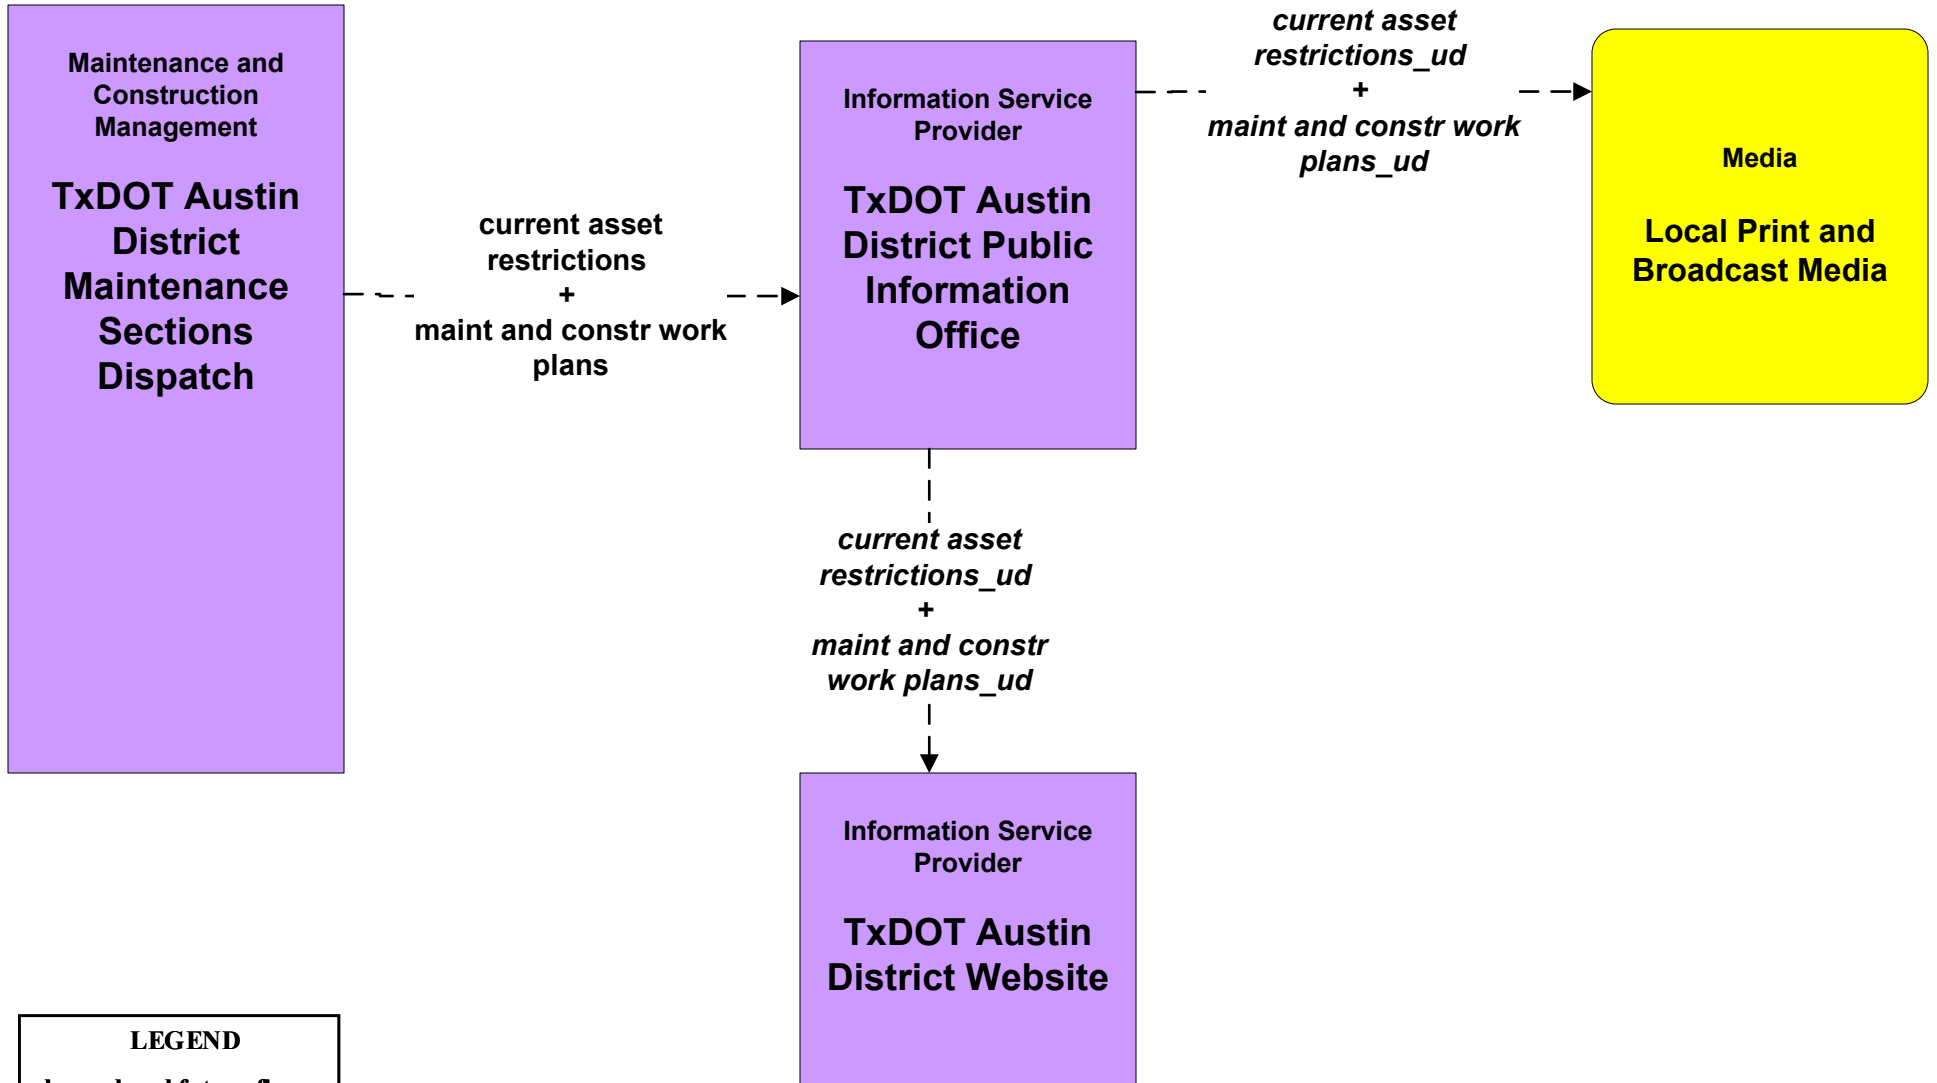 Maintenance and
Construction
Management
TxDOT Austin
District
Maintenance
Sections
Dispatch
current asset
restrictions
+
maint and constr work
plans
Information Service
Provider
TxDOT Austin
District Public
Information
Office
current asset
restrictions_ud
+
maint and constr work
plans_ud
Media
Local Print and
Broadcast Media
current asset
restrictions_ud
+
maint and constr
work plans_ud
Information Service
Provider
TxDOT Austin
District Website
LEGEND